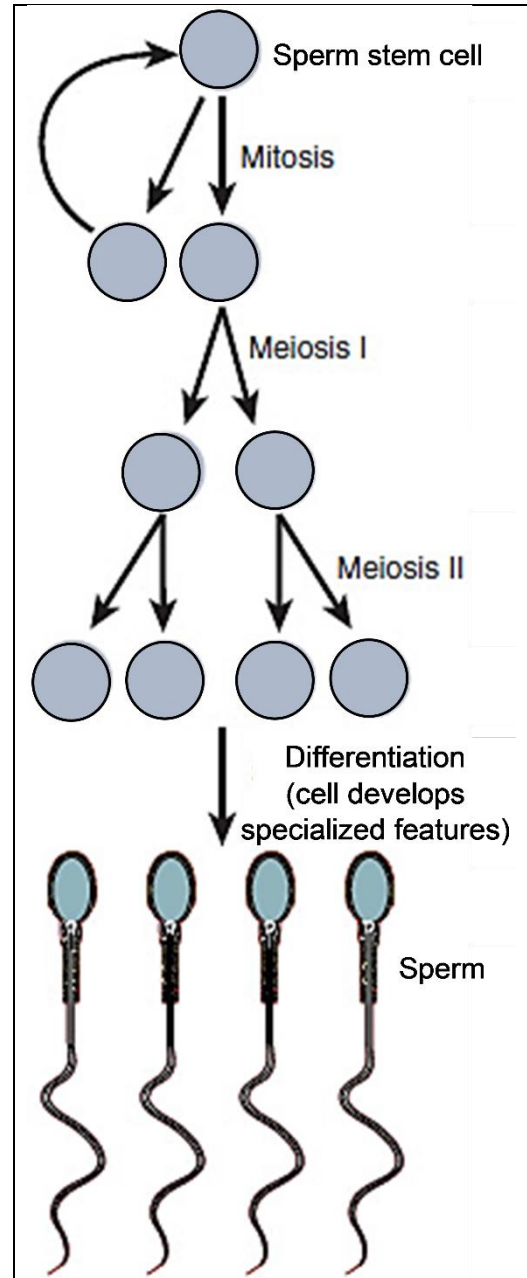 Sperm stem cell
Mitosis
Meiosis I
Meiosis II
Differentiation
(cell develops
specialized features)
Sperm